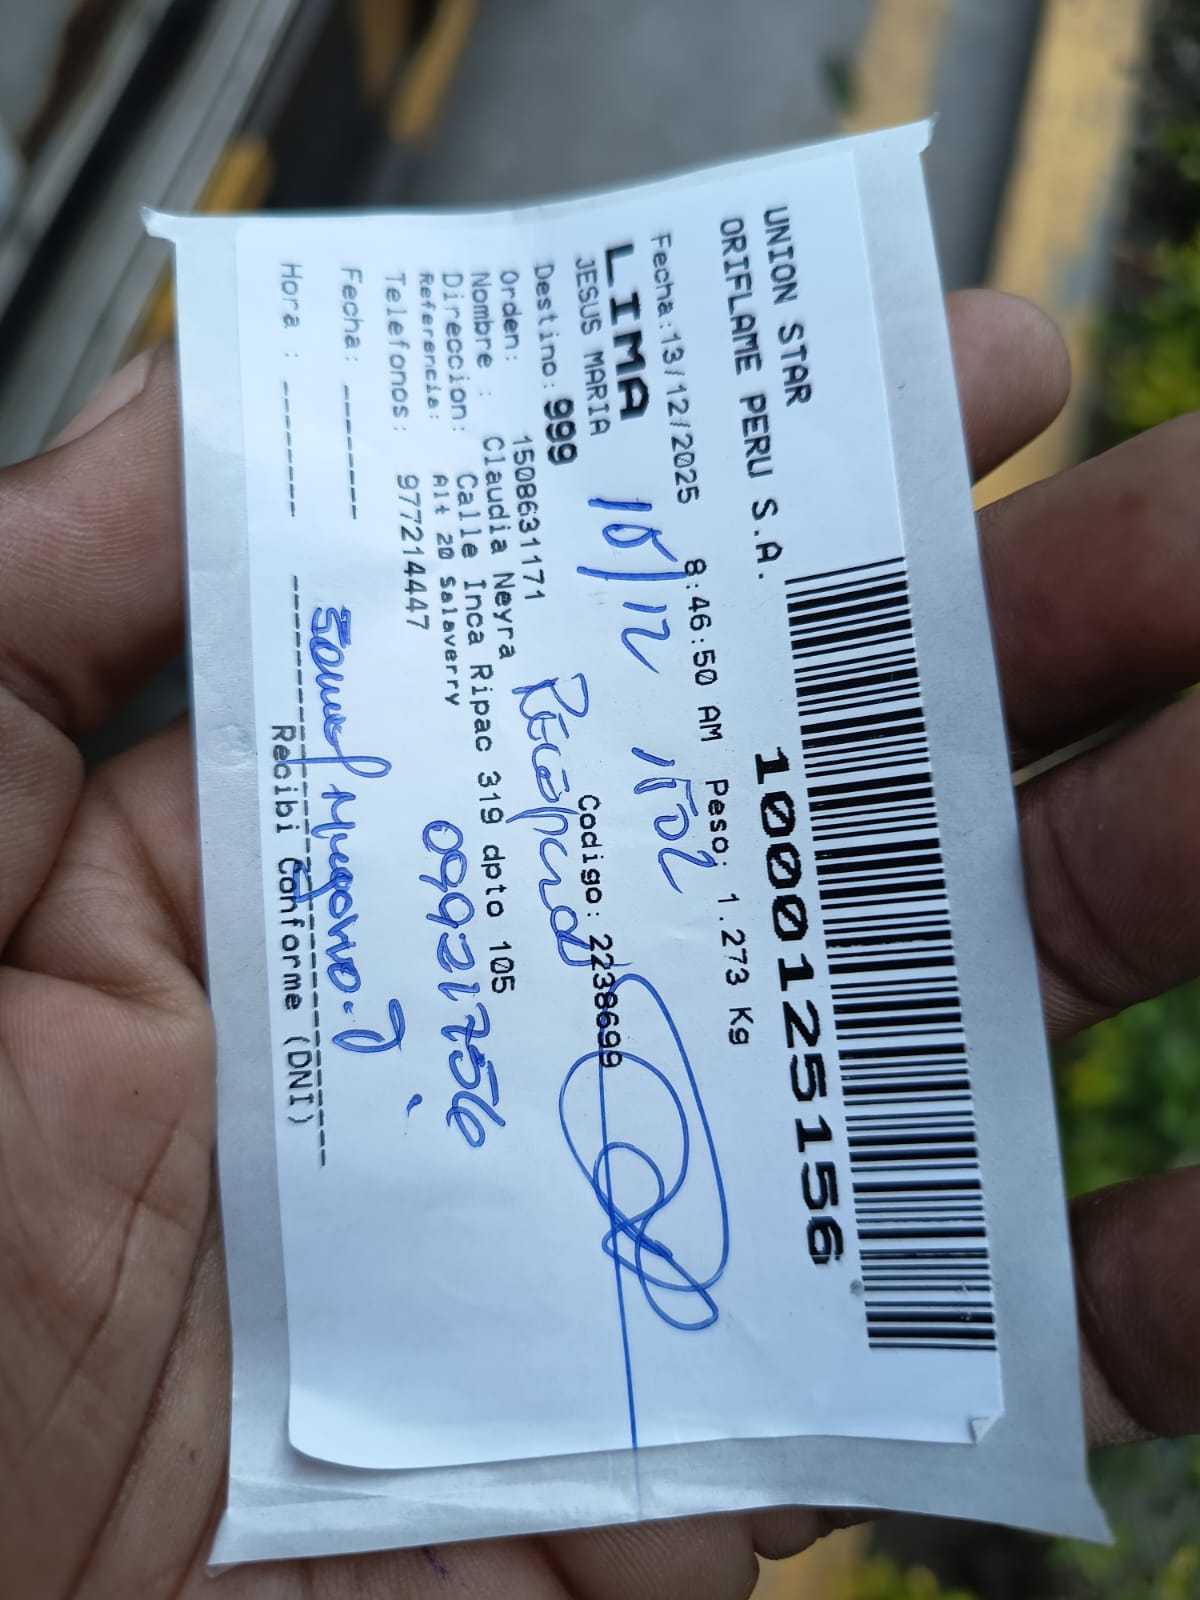 UNION STAR
ORIFLAME PERU S.A.
1000125156
Fecha:13/12/2025 8:46:50 AM Peso: 1.273 Kg
LIMA
15/12 1502
JESUS MARIA
Destino: 999
Codigo: 2238699
Orden: 1508631171
Nombre : Claudia Neyra
Direccion: Calle Inca Ripac 319 dpto 105
Referencia: Alt 20 Salaverry
Telefonos: 97721447
09921756
Fecha: -------
Hora : -------
Recibi Conforme (DNI)